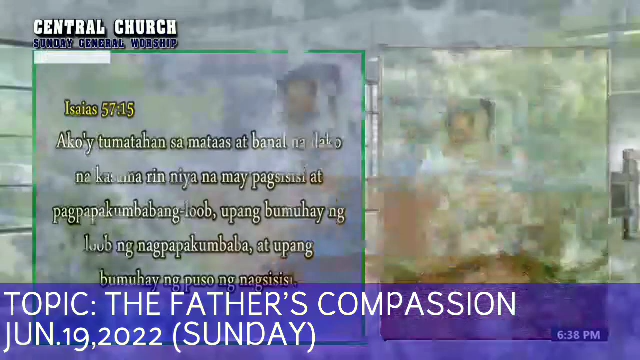 CENTRAL CHURCH
SUNDAY GENERAL WORSHIP
Isaias 57:15
Ako'y tumatahan sa mataas at banal na dako
na kasama rin niya na may pagsisisi at
pagpapakumbabang-loob, upang bumuhay ng
loob ng nagpapakumbaba, at upang
bumuhay ng puso ng nagsisisi.
TOPIC: THE FATHER'S COMPASSION
JUN.19,2022 (SUNDAY)
6:38 PM